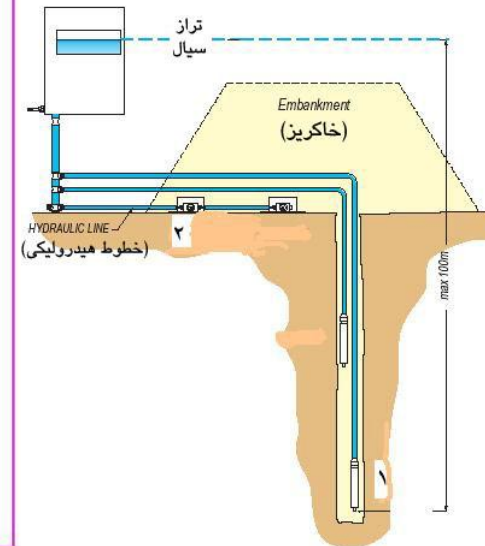 تراز
سیال
Embankment
(خاکریز)
HYDRAULIC LINE
(خطوط هیدرولیکی)
۲
max 100m
۱